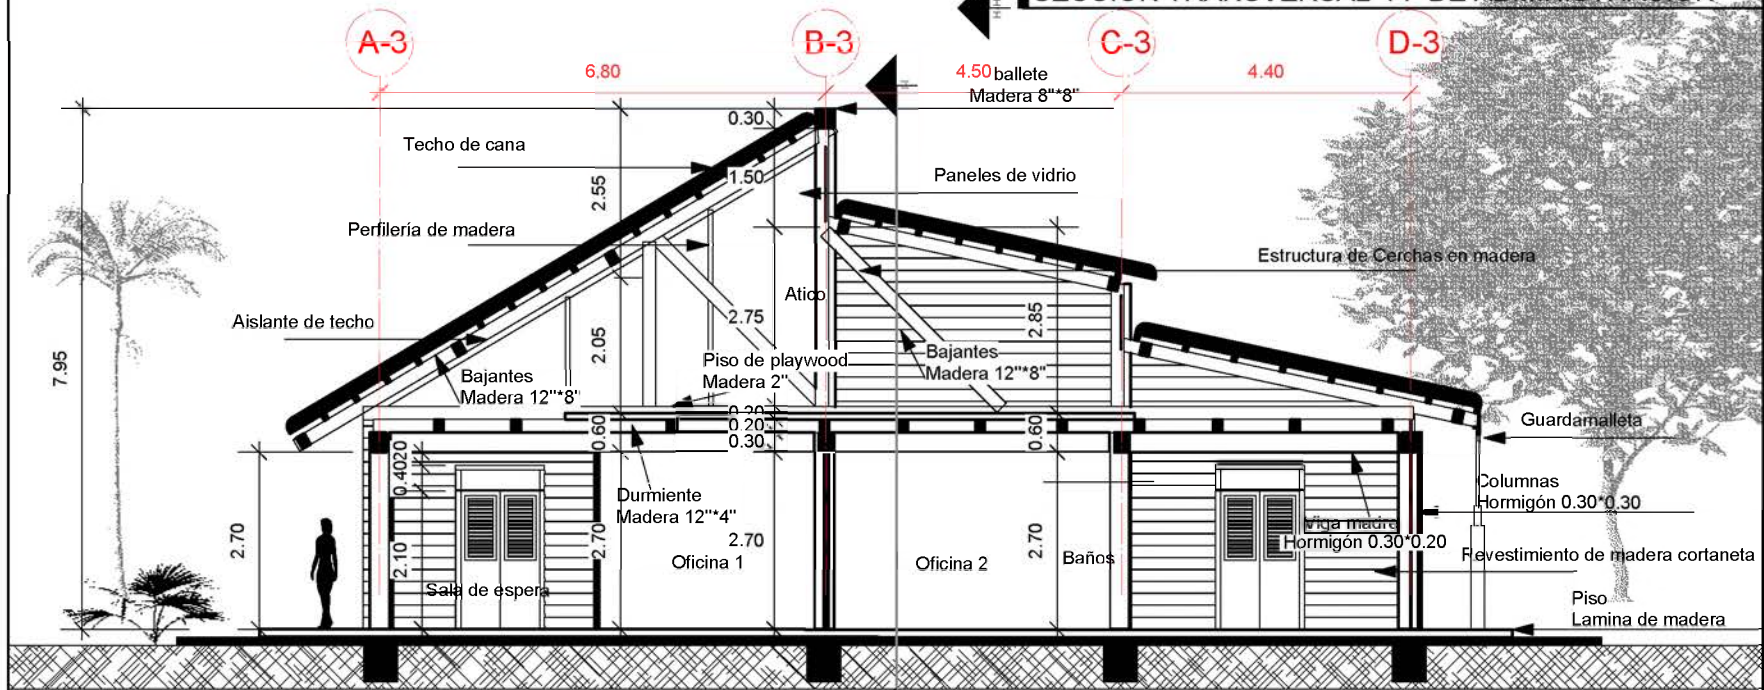 A-3
B-3
C-3
D-3
6.80
4.50
4.40
ballete
Madera 8"*8"
0.30
Techo de cana
1.50
Paneles de vidrio
2.55
Perfilería de madera
Estructura de Cerchas en madera
Atico
2.75
2.85
Aislante de techo
2.05
7.95
Piso de playwood
Madera 2"
Bajantes
Madera 12"*8"
Bajantes
Madera 12"*8"
0.20
0.20
0.30
0.60
0.60
Guardamalleta
0.40
20
Durmiente
Madera 12"*4"
Columnas
Hormigón 0.30*0.30
Viga madre
Hormigón 0.30*0.20
2.70
2.10
2.70
2.70
2.70
Oficina 1
Oficina 2
Baños
Revestimiento de madera cortaneta
Sala de espera
Piso
Lamina de madera